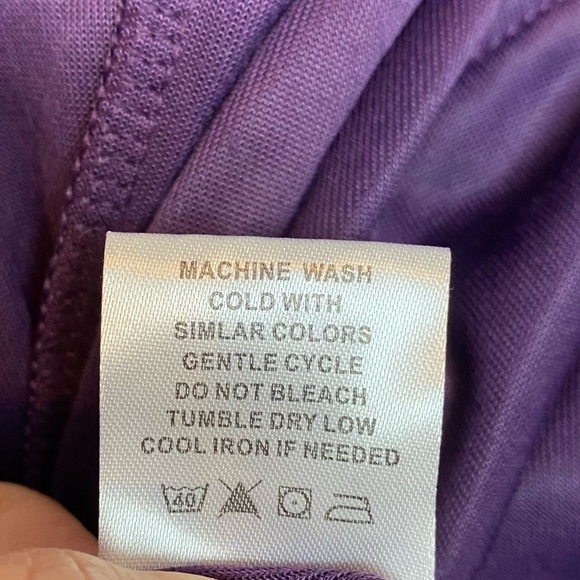 MACHINE WASH
COLD WITH
SIMLAR COLORS
GENTLE CYCLE
DO NOT BLEACH
TUMBLE DRY LOW
COOL IRON IF NEEDED
40